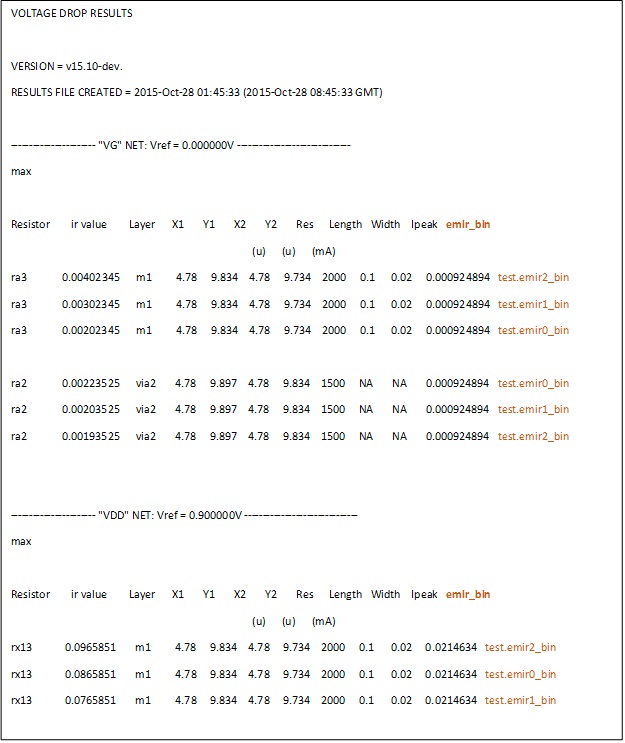 VOLTAGE DROP RESULTS
VERSION = v15.10-dev.
RESULTS FILE CREATED = 2015-Oct-28 01:45:33 (2015-Oct-28 08:45:33 GMT)
---------------------- "VG" NET: Vref = 0.000000V -----------------------------
max
Resistor ir value Layer X1 Y1 X2 Y2 Res Length Width Ipeak emir_bin
(u) (u) (mA)
ra3 0.00402345 m1 4.78 9.834 4.78 9.734 2000 0.1 0.02 0.000924894 test.emir2_bin
ra3 0.00302345 m1 4.78 9.834 4.78 9.734 2000 0.1 0.02 0.000924894 test.emir1_bin
ra3 0.00202345 m1 4.78 9.834 4.78 9.734 2000 0.1 0.02 0.000924894 test.emir0_bin
ra2 0.00223525 via2 4.78 9.897 4.78 9.834 1500 NA NA 0.000924894 test.emir0_bin
ra2 0.00203525 via2 4.78 9.897 4.78 9.834 1500 NA NA 0.000924894 test.emir1_bin
ra2 0.00193525 via2 4.78 9.897 4.78 9.834 1500 NA NA 0.000924894 test.emir2_bin
---------------------- "VDD" NET: Vref = 0.900000V -----------------------------
max
Resistor ir value Layer X1 Y1 X2 Y2 Res Length Width Ipeak emir_bin
(u) (u) (mA)
rx13 0.0965851 m1 4.78 9.834 4.78 9.734 2000 0.1 0.02 0.0214634 test.emir2_bin
rx13 0.0865851 m1 4.78 9.834 4.78 9.734 2000 0.1 0.02 0.0214634 test.emir0_bin
rx13 0.0765851 m1 4.78 9.834 4.78 9.734 2000 0.1 0.02 0.0214634 test.emir1_bin